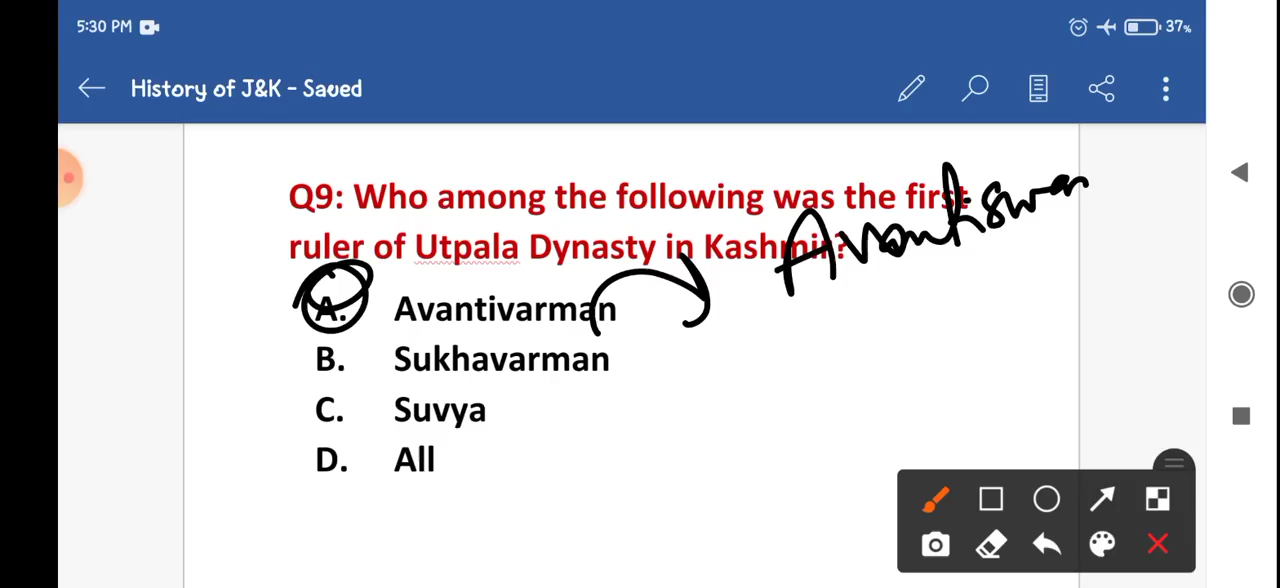 5:30 PM
37%
History of J&K - Saved
Q9: Who among the following was the first
ruler of Utpala Dynasty in Kashmir?
A. Avantivarman
B. Sukhavarman
C. Suvya
D. All